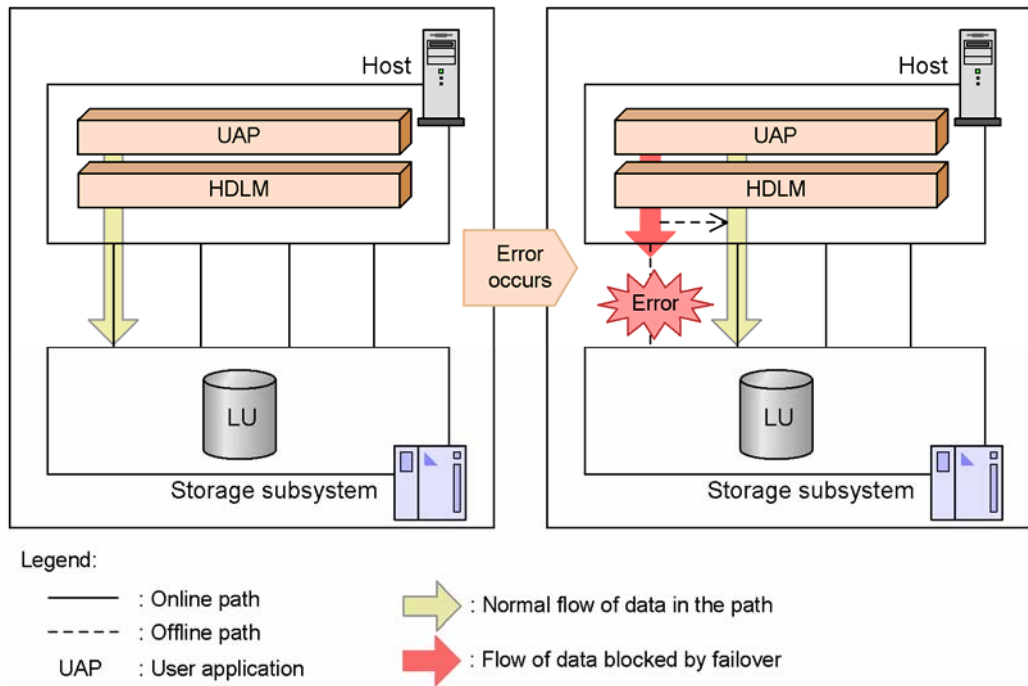 Host
UAP
HDLM
LU
Storage subsystem
Error
occurs
Host
UAP
HDLM
Error
LU
Storage subsystem
Legend:
: Online path
: Offline path
UAP : User application
: Normal flow of data in the path
: Flow of data blocked by failover